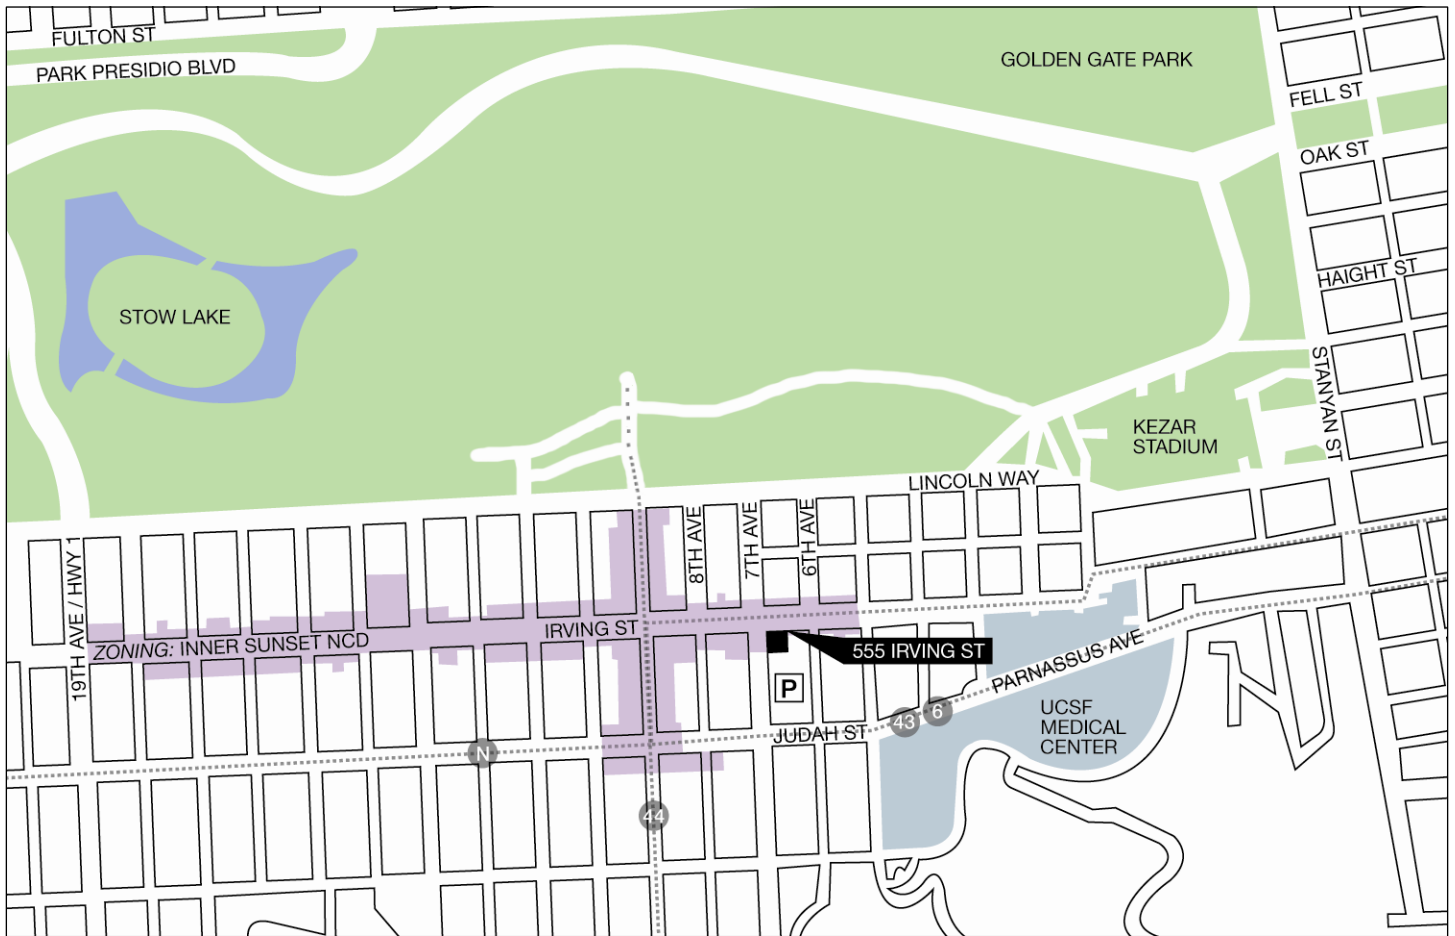 FULTON ST
PARK PRESIDIO BLVD
GOLDEN GATE PARK
FELL ST
OAK ST
HAIGHT ST
STOW LAKE
STANYAN ST
KEZAR
STADIUM
LINCOLN WAY
8TH AVE
7TH AVE
6TH AVE
19TH AVE / HWY 1
ZONING: INNER SUNSET NCD
IRVING ST
555 IRVING ST
P
PARNASSUS AVE
UCSF
MEDICAL
CENTER
JUDAH ST
43
6
N
44